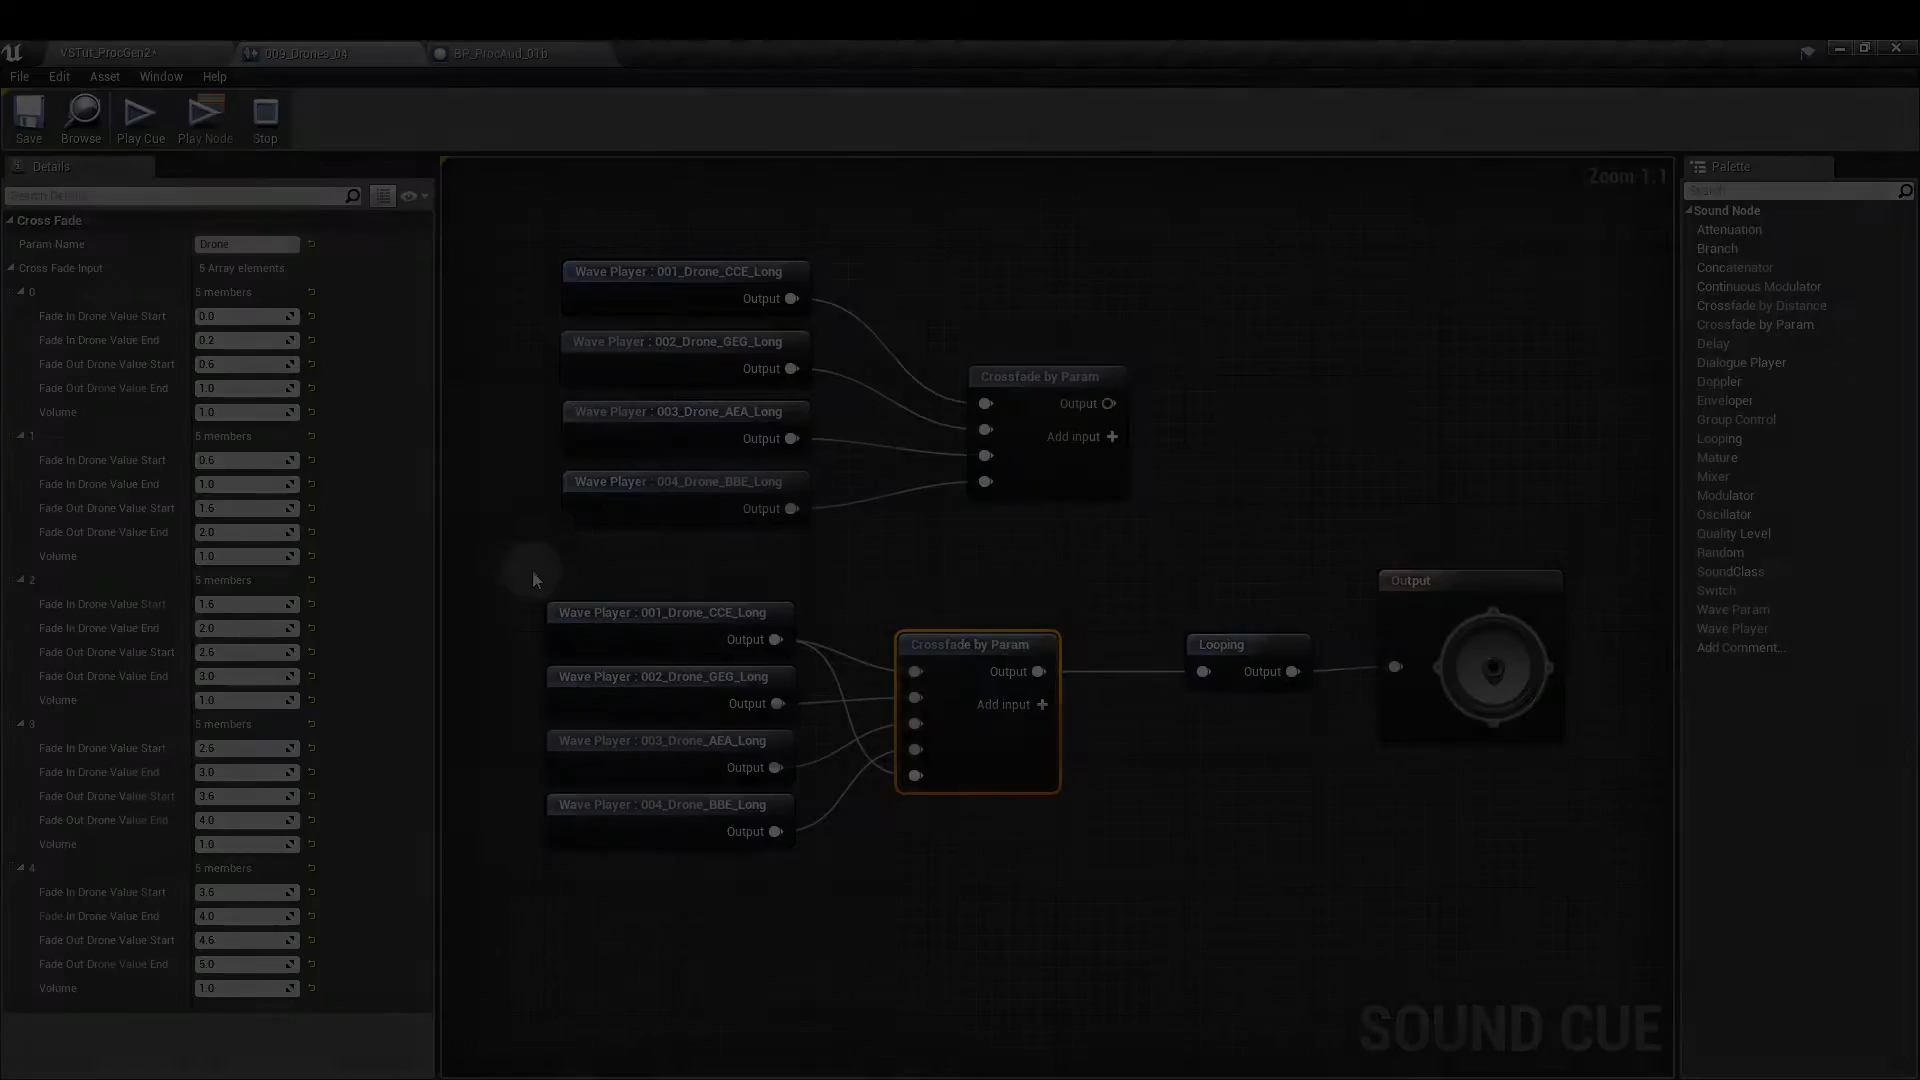 VSTut_ProcGen2*
009_Drones_04
BP_ProcAud_01b
File Edit Asset Window Help
Save Browse Play Cue Play Node Stop
Details
Search Details
Cross Fade
Param Name Drone
Cross Fade Input 5 Array elements
0 5 members
Fade In Drone Value Start 0.0
Fade In Drone Value End 0.2
Fade Out Drone Value Start 0.6
Fade Out Drone Value End 1.0
Volume 1.0
1 5 members
Fade In Drone Value Start 0.6
Fade In Drone Value End 1.0
Fade Out Drone Value Start 1.6
Fade Out Drone Value End 2.0
Volume 1.0
2 5 members
Fade In Drone Value Start 1.6
Fade In Drone Value End 2.0
Fade Out Drone Value Start 2.6
Fade Out Drone Value End 3.0
Volume 1.0
3 5 members
Fade In Drone Value Start 2.6
Fade In Drone Value End 3.0
Fade Out Drone Value Start 3.6
Fade Out Drone Value End 4.0
Volume 1.0
4 5 members
Fade In Drone Value Start 3.6
Fade In Drone Value End 4.0
Fade Out Drone Value Start 4.6
Fade Out Drone Value End 5.0
Volume 1.0
Zoom 1:1
Wave Player : 001_Drone_CCE_Long
Output
Wave Player : 002_Drone_GEG_Long
Output
Wave Player : 003_Drone_AEA_Long
Output
Wave Player : 004_Drone_BBE_Long
Output
Crossfade by Param
Output
Add input
Wave Player : 001_Drone_CCE_Long
Output
Wave Player : 002_Drone_GEG_Long
Output
Wave Player : 003_Drone_AEA_Long
Output
Wave Player : 004_Drone_BBE_Long
Output
Crossfade by Param
Output
Add input
Looping
Output
Output
SOUND CUE
Palette
Search
Sound Node
Attenuation
Branch
Concatenator
Continuous Modulator
Crossfade by Distance
Crossfade by Param
Delay
Dialogue Player
Doppler
Enveloper
Group Control
Looping
Mature
Mixer
Modulator
Oscillator
Quality Level
Random
SoundClass
Switch
Wave Param
Wave Player
Add Comment...